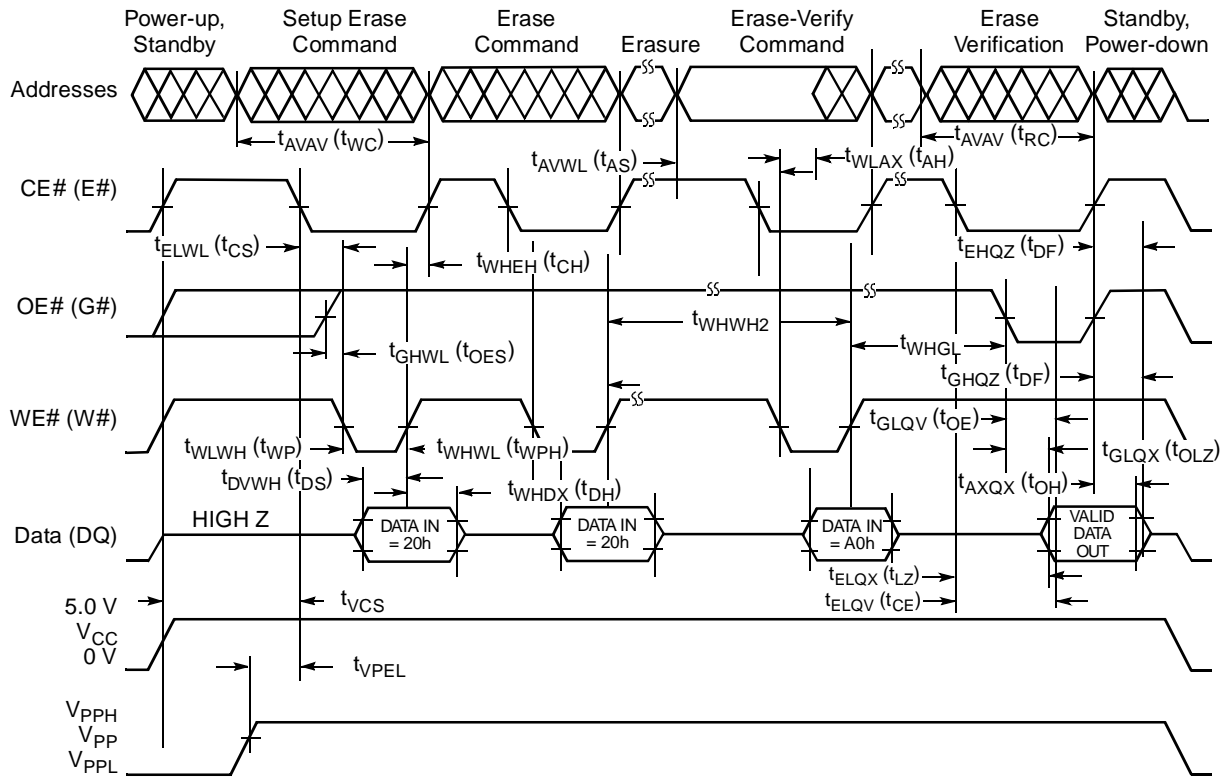 Power-up, Standby
Setup Erase Command
Erase Command
Erasure
Erase-Verify Command
Erase Verification
Standby, Power-down
Addresses
tAVAV (tWC)
tAVWL (tAS)
tWLAX (tAH)
tAVAV (tRC)
CE# (E#)
tELWL (tCS)
tWHEH (tCH)
tEHQZ (tDF)
OE# (G#)
tWHWH2
tWHGL
tGHWL (tOES)
tGHQZ (tDF)
WE# (W#)
tGLQV (tOE)
tWLWH (tWP)
tWHWL (tWPH)
tGLQX (tOLZ)
tDVWH (tDS)
tWHDX (tDH)
tAXQX (tOH)
Data (DQ)
HIGH Z
DATA IN = 20h
DATA IN = 20h
DATA IN = A0h
VALID DATA OUT
tELQX (tLZ)
tELQV (tCE)
5.0 V
VCC
0 V
tVCS
tVPEL
VPPH
VPP
VPPL